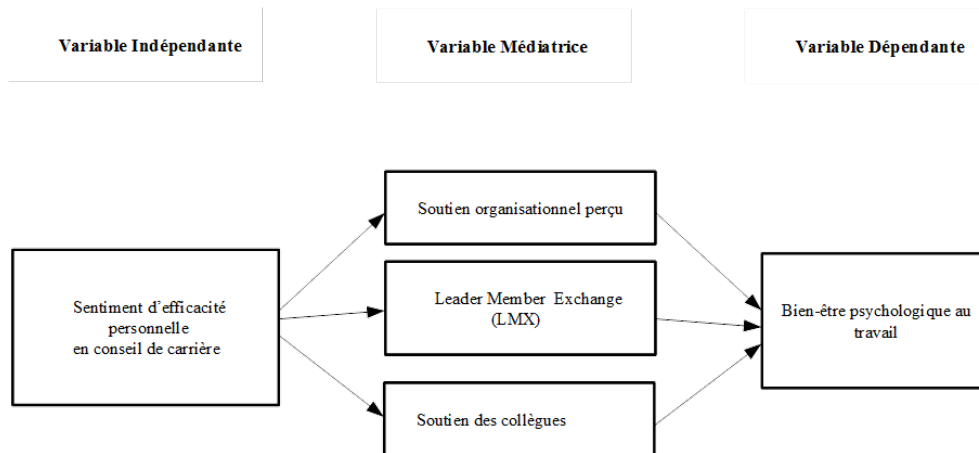 Variable Indépendante
Variable Médiatrice
Variable Dépendante
Soutien organisationnel perçu
Sentiment d’efficacité
personnelle
en conseil de carrière
Leader Member Exchange
(LMX)
Bien-être psychologique au
travail
Soutien des collègues